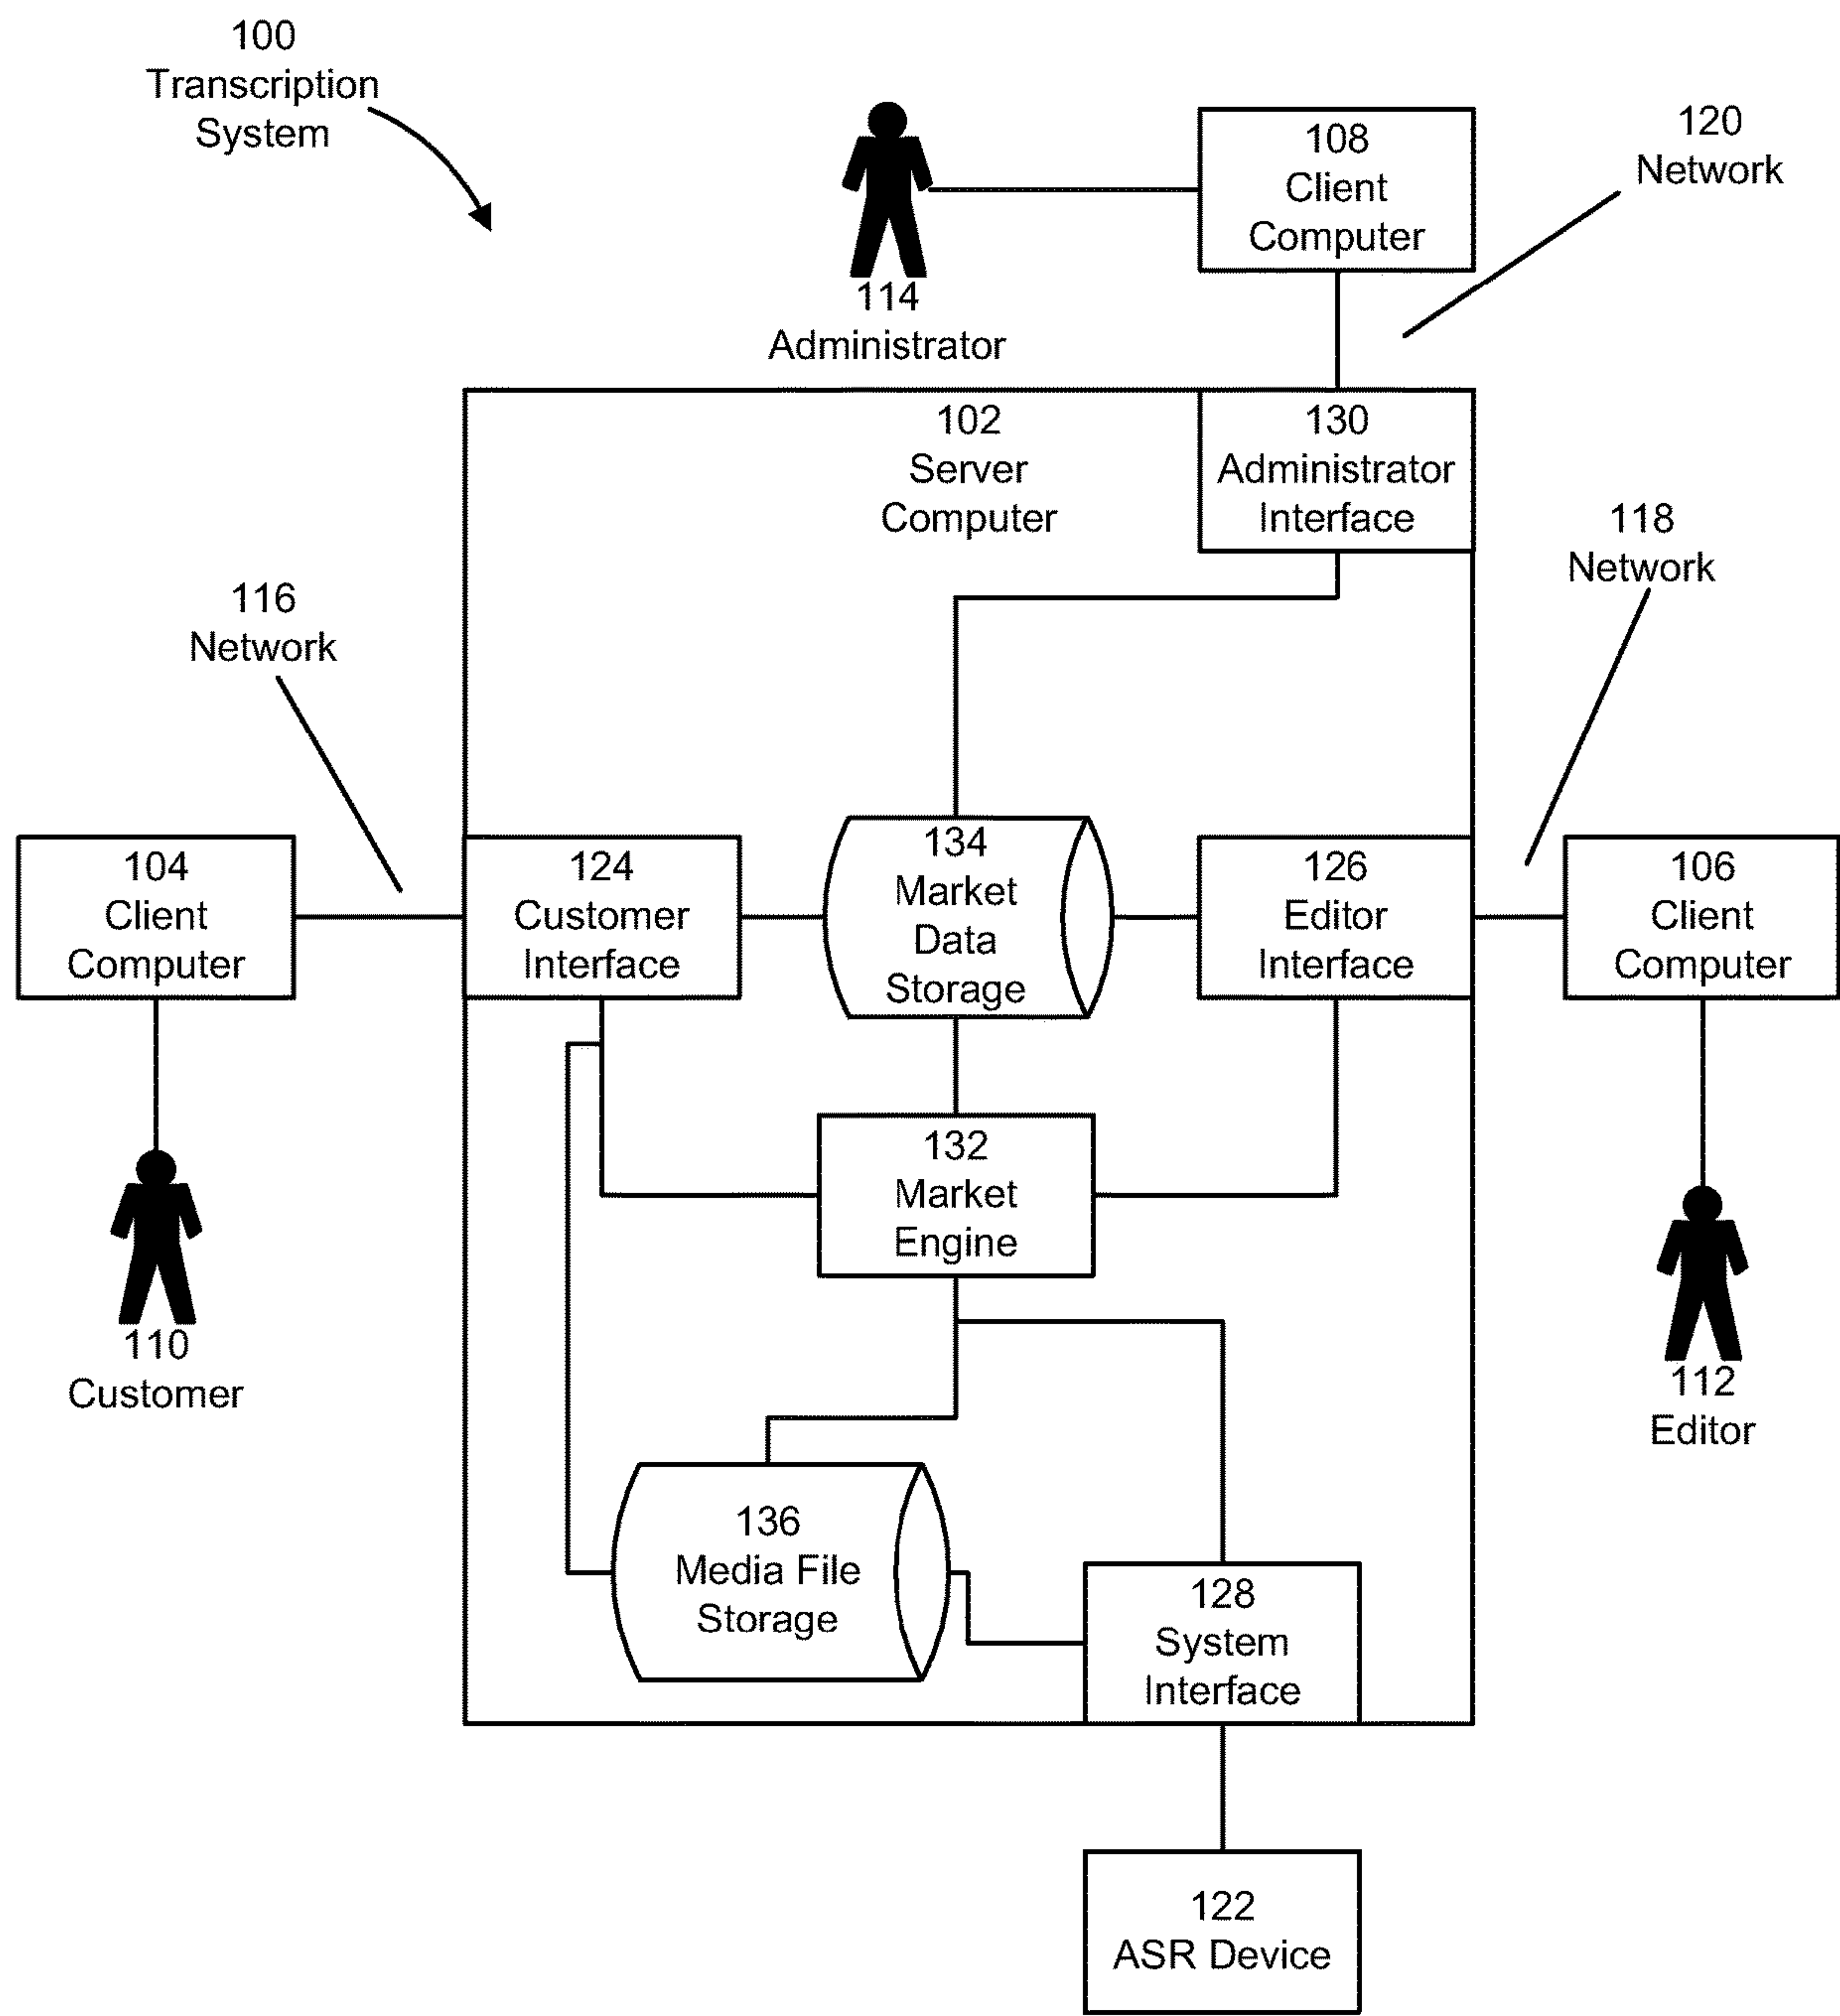 100
Transcription
System
108
Client
Computer
120
Network
114
Administrator
102
Server
Computer
130
Administrator
Interface
118
Network
116
Network
104
Client
Computer
124
Customer
Interface
134
Market
Data
Storage
126
Editor
Interface
106
Client
Computer
132
Market
Engine
110
Customer
112
Editor
136
Media File
Storage
128
System
Interface
122
ASR Device